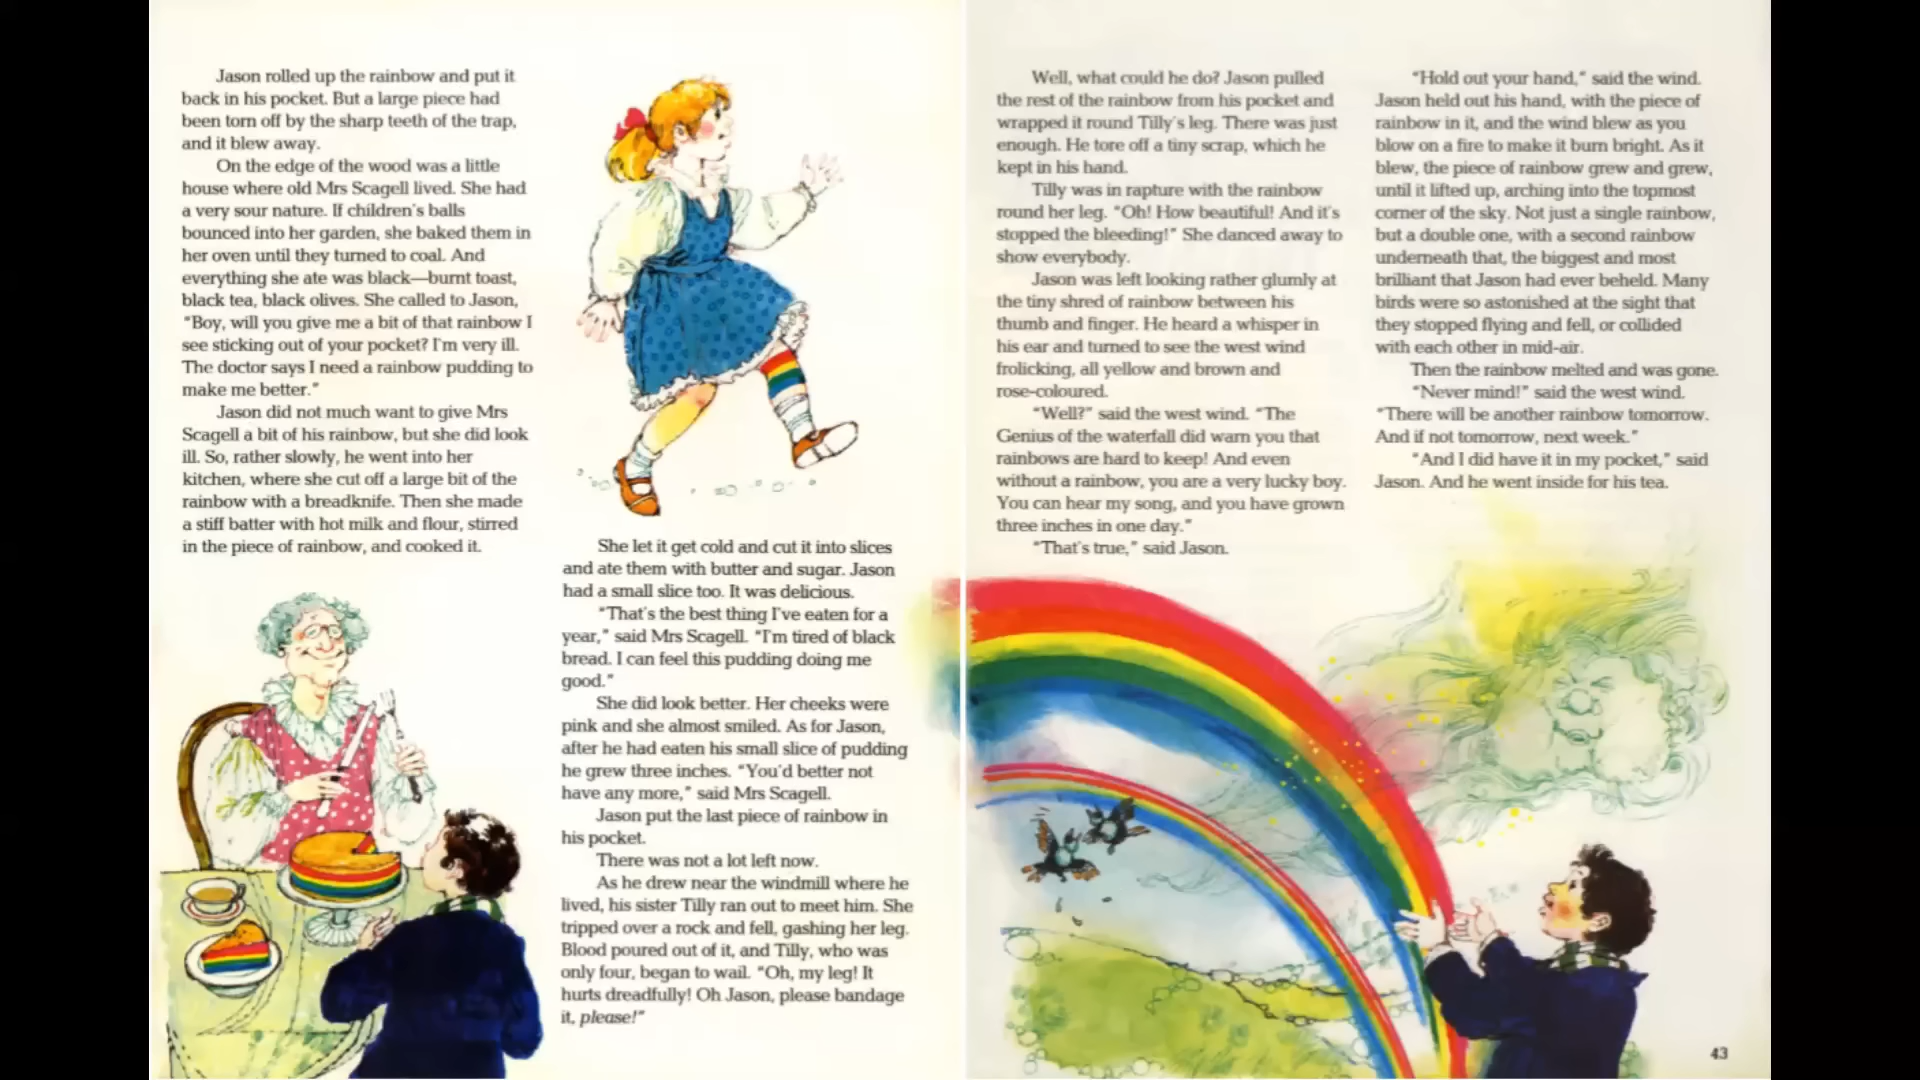 Jason rolled up the rainbow and put it
back in his pocket. But a large piece had
been torn off by the sharp teeth of the trap,
and it blew away.
On the edge of the wood was a little
house where old Mrs Scagell lived. She had
a very sour nature. If children's balls
bounced into her garden, she baked them in
her oven until they turned to coal. And
everything she ate was black—burnt toast,
black tea, black olives. She called to Jason,
"Boy, will you give me a bit of that rainbow I
see sticking out of your pocket? I'm very ill.
The doctor says I need a rainbow pudding to
make me better."
Jason did not much want to give Mrs
Scagell a bit of his rainbow, but she did look
ill. So, rather slowly, he went into her
kitchen, where she cut off a large bit of the
rainbow with a breadknife. Then she made
a stiff batter with hot milk and flour, stirred
in the piece of rainbow, and cooked it.
She let it get cold and cut it into slices
and ate them with butter and sugar. Jason
had a small slice too. It was delicious.
"That's the best thing I've eaten for a
year," said Mrs Scagell. "I'm tired of black
bread. I can feel this pudding doing me
good."
She did look better. Her cheeks were
pink and she almost smiled. As for Jason,
after he had eaten his small slice of pudding
he grew three inches. "You'd better not
have any more," said Mrs Scagell.
Jason put the last piece of rainbow in
his pocket.
There was not a lot left now.
As he drew near the windmill where he
lived, his sister Tilly ran out to meet him. She
tripped over a rock and fell, gashing her leg.
Blood poured out of it, and Tilly, who was
only four, began to wail. "Oh, my leg! It
hurts dreadfully! Oh Jason, please bandage
it, please!"
Well, what could he do? Jason pulled
the rest of the rainbow from his pocket and
wrapped it round Tilly's leg. There was just
enough. He tore off a tiny scrap, which he
kept in his hand.
Tilly was in rapture with the rainbow
round her leg. "Oh! How beautiful! And it's
stopped the bleeding!" She danced away to
show everybody.
Jason was left looking rather glumly at
the tiny shred of rainbow between his
thumb and finger. He heard a whisper in
his ear and turned to see the west wind
frolicking, all yellow and brown and
rose-coloured.
"Well?" said the west wind. "The
Genius of the waterfall did warn you that
rainbows are hard to keep! And even
without a rainbow, you are a very lucky boy.
You can hear my song, and you have grown
three inches in one day."
"That's true," said Jason.
"Hold out your hand," said the wind.
Jason held out his hand, with the piece of
rainbow in it, and the wind blew as you
blow on a fire to make it burn bright. As it
blew, the piece of rainbow grew and grew,
until it lifted up, arching into the topmost
corner of the sky. Not just a single rainbow,
but a double one, with a second rainbow
underneath that, the biggest and most
brilliant that Jason had ever beheld. Many
birds were so astonished at the sight that
they stopped flying and fell, or collided
with each other in mid-air.
Then the rainbow melted and was gone.
"Never mind!" said the west wind.
"There will be another rainbow tomorrow.
And if not tomorrow, next week."
"And I did have it in my pocket," said
Jason. And he went inside for his tea.
43